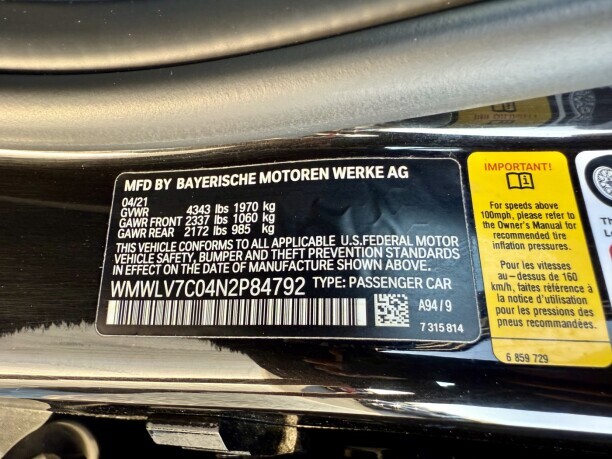 MFD BY BAYERISCHE MOTOREN WERKE AG
04/21
GVWR 4343 lbs 1970 kg
GAWR FRONT 2337 lbs 1060 kg
GAWR REAR 2172 lbs 985 kg
THIS VEHICLE CONFORMS TO ALL APPLICABLE U.S.FEDERAL MOTOR
VEHICLE SAFETY, BUMPER AND THEFT PREVENTION STANDARDS
IN EFFECT ON THE DATE OF MANUFACTURE SHOWN ABOVE.
WMWLV7C04N2P84792 TYPE: PASSENGER CAR
A94/9
7 315 814
IMPORTANT!
For speeds above
100mph, please refer to
the Owner's Manual for
recommended tire
inflation pressures.
Pour les vitesses
au-dessus de 160
km/h, faites référence à
la notice d'utilisation
pour les pressions des
pneus recommandées.
6 859 729